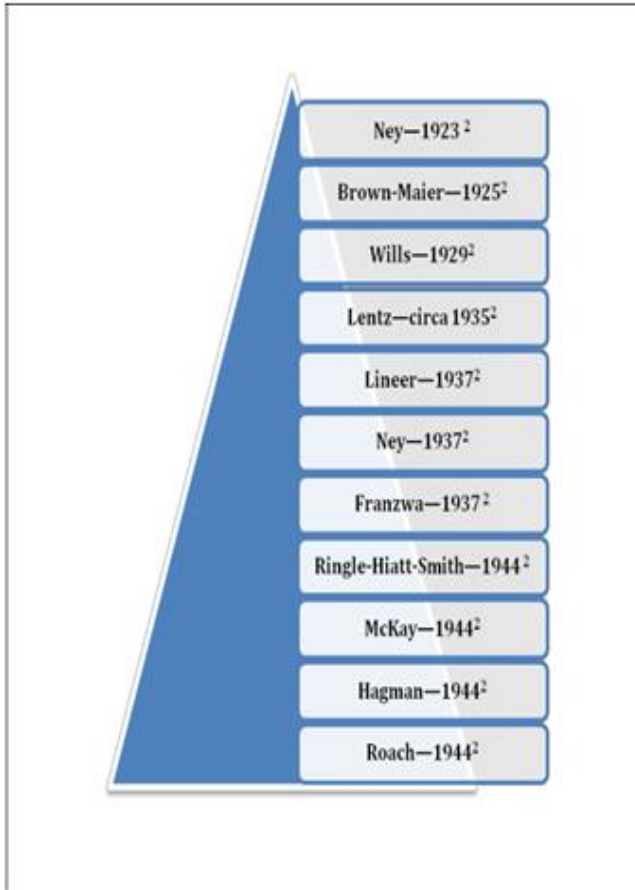 Ney—1923 ²
Brown-Maier—1925²
Wills—1929²
Lentz—circa 1935²
Lineer—1937²
Ney—1937²
Franzwa—1937 ²
Ringle-Hiatt-Smith—1944 ²
McKay—1944²
Hagman—1944²
Roach—1944²